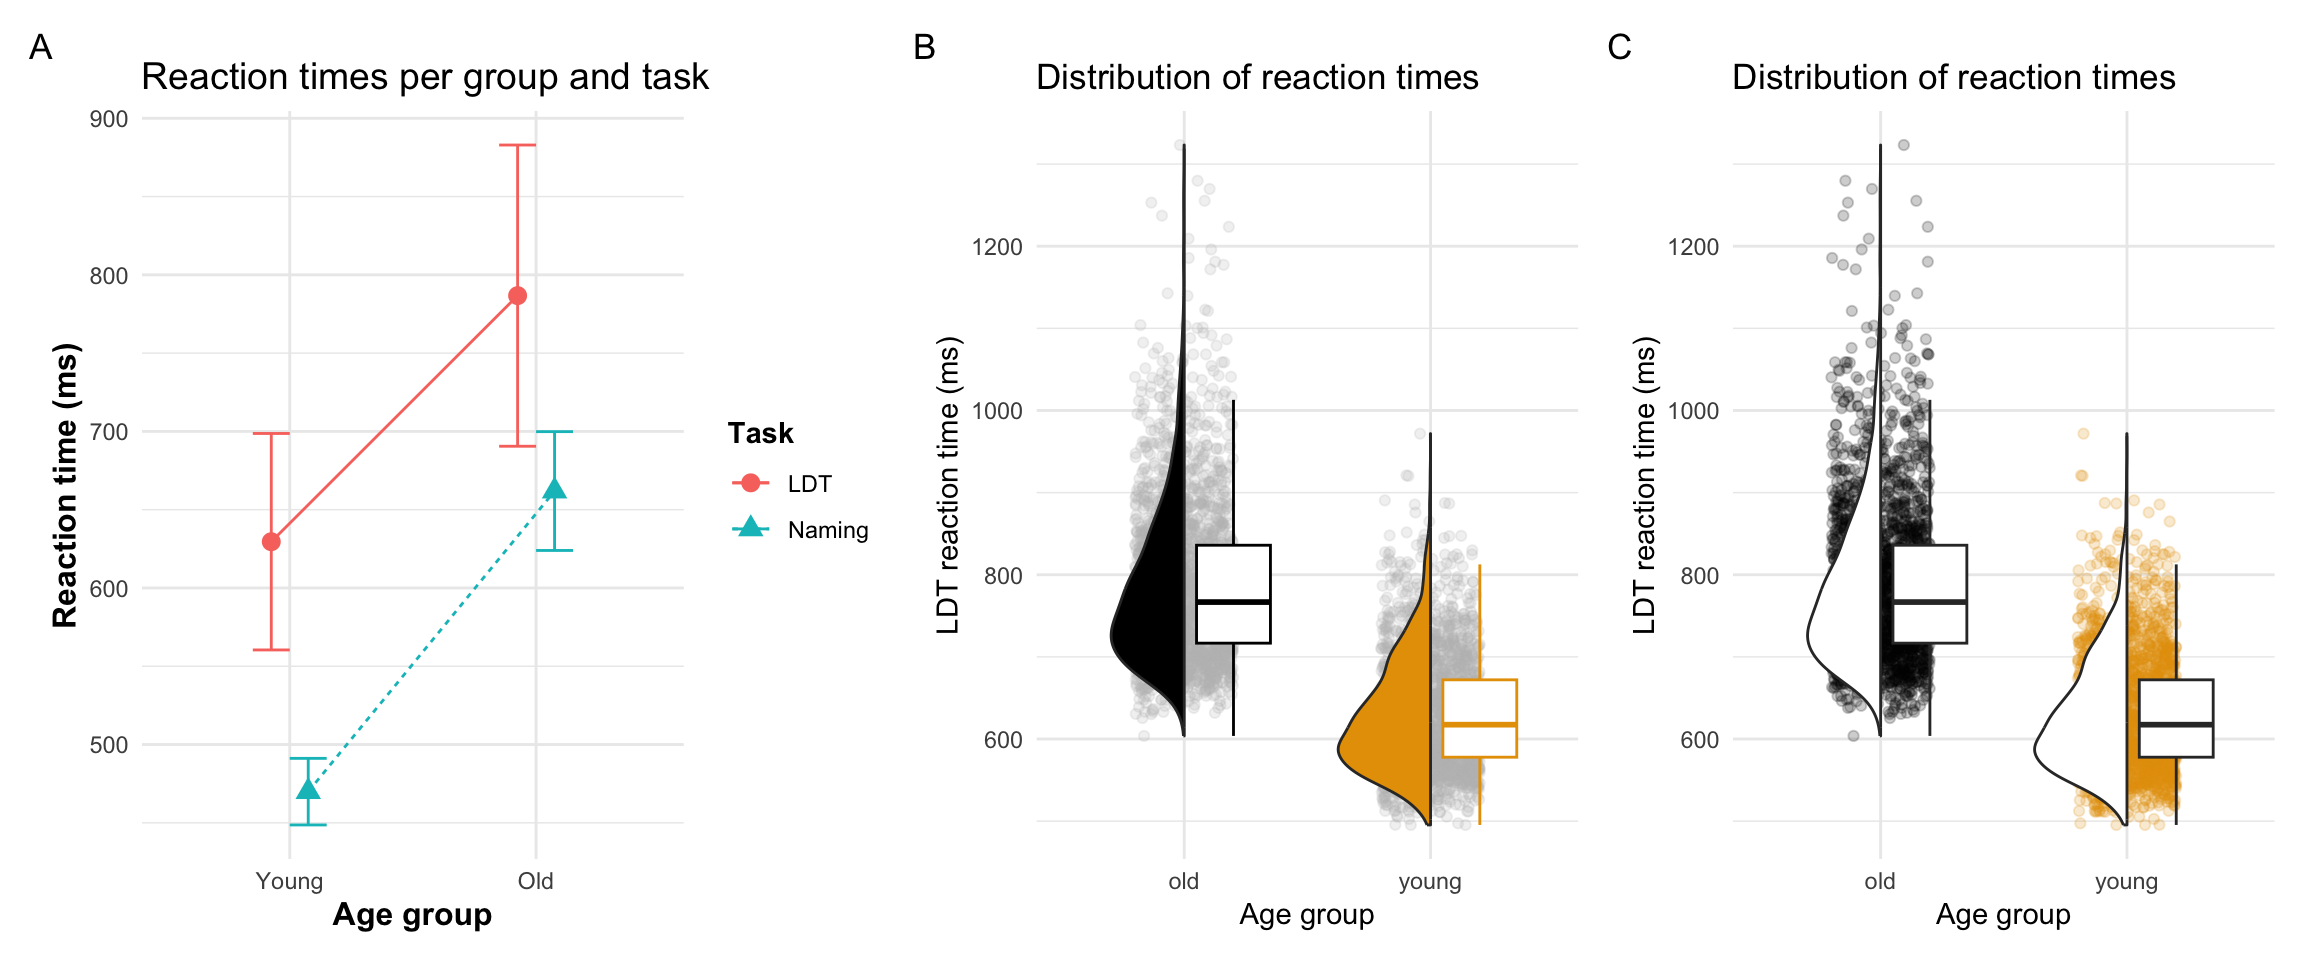 A
Reaction times per group and task
900
800
700
600
500
Reaction time (ms)
Young
Old
Age group
Task
LDT
Naming
B
Distribution of reaction times
1200
1000
800
600
LDT reaction time (ms)
old
young
Age group
C
Distribution of reaction times
1200
1000
800
600
LDT reaction time (ms)
old
young
Age group